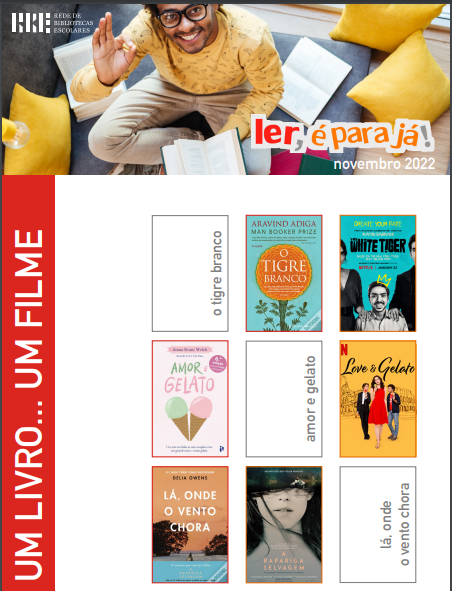 REDE DE
BIBLIOTECAS
ESCOLARES
ler, é para já!
novembro 2022
UM LIVRO... UM FILME
o tigre branco
ARAVIND ADIGA
MAN BOOKER PRIZE
O
TIGRE
BRANCO
CREATE YOUR FATE
THE
WHITE TIGER
NETFLIX JANUARY 22
Jenna Evans Welch
AMOR &
GELATO
amor e gelato
N
Love & Gelato
DELIA OWENS
LÁ, ONDE
O VENTO
CHORA
A
RAPARIGA
SELVAGEM
lá, onde
o vento chora